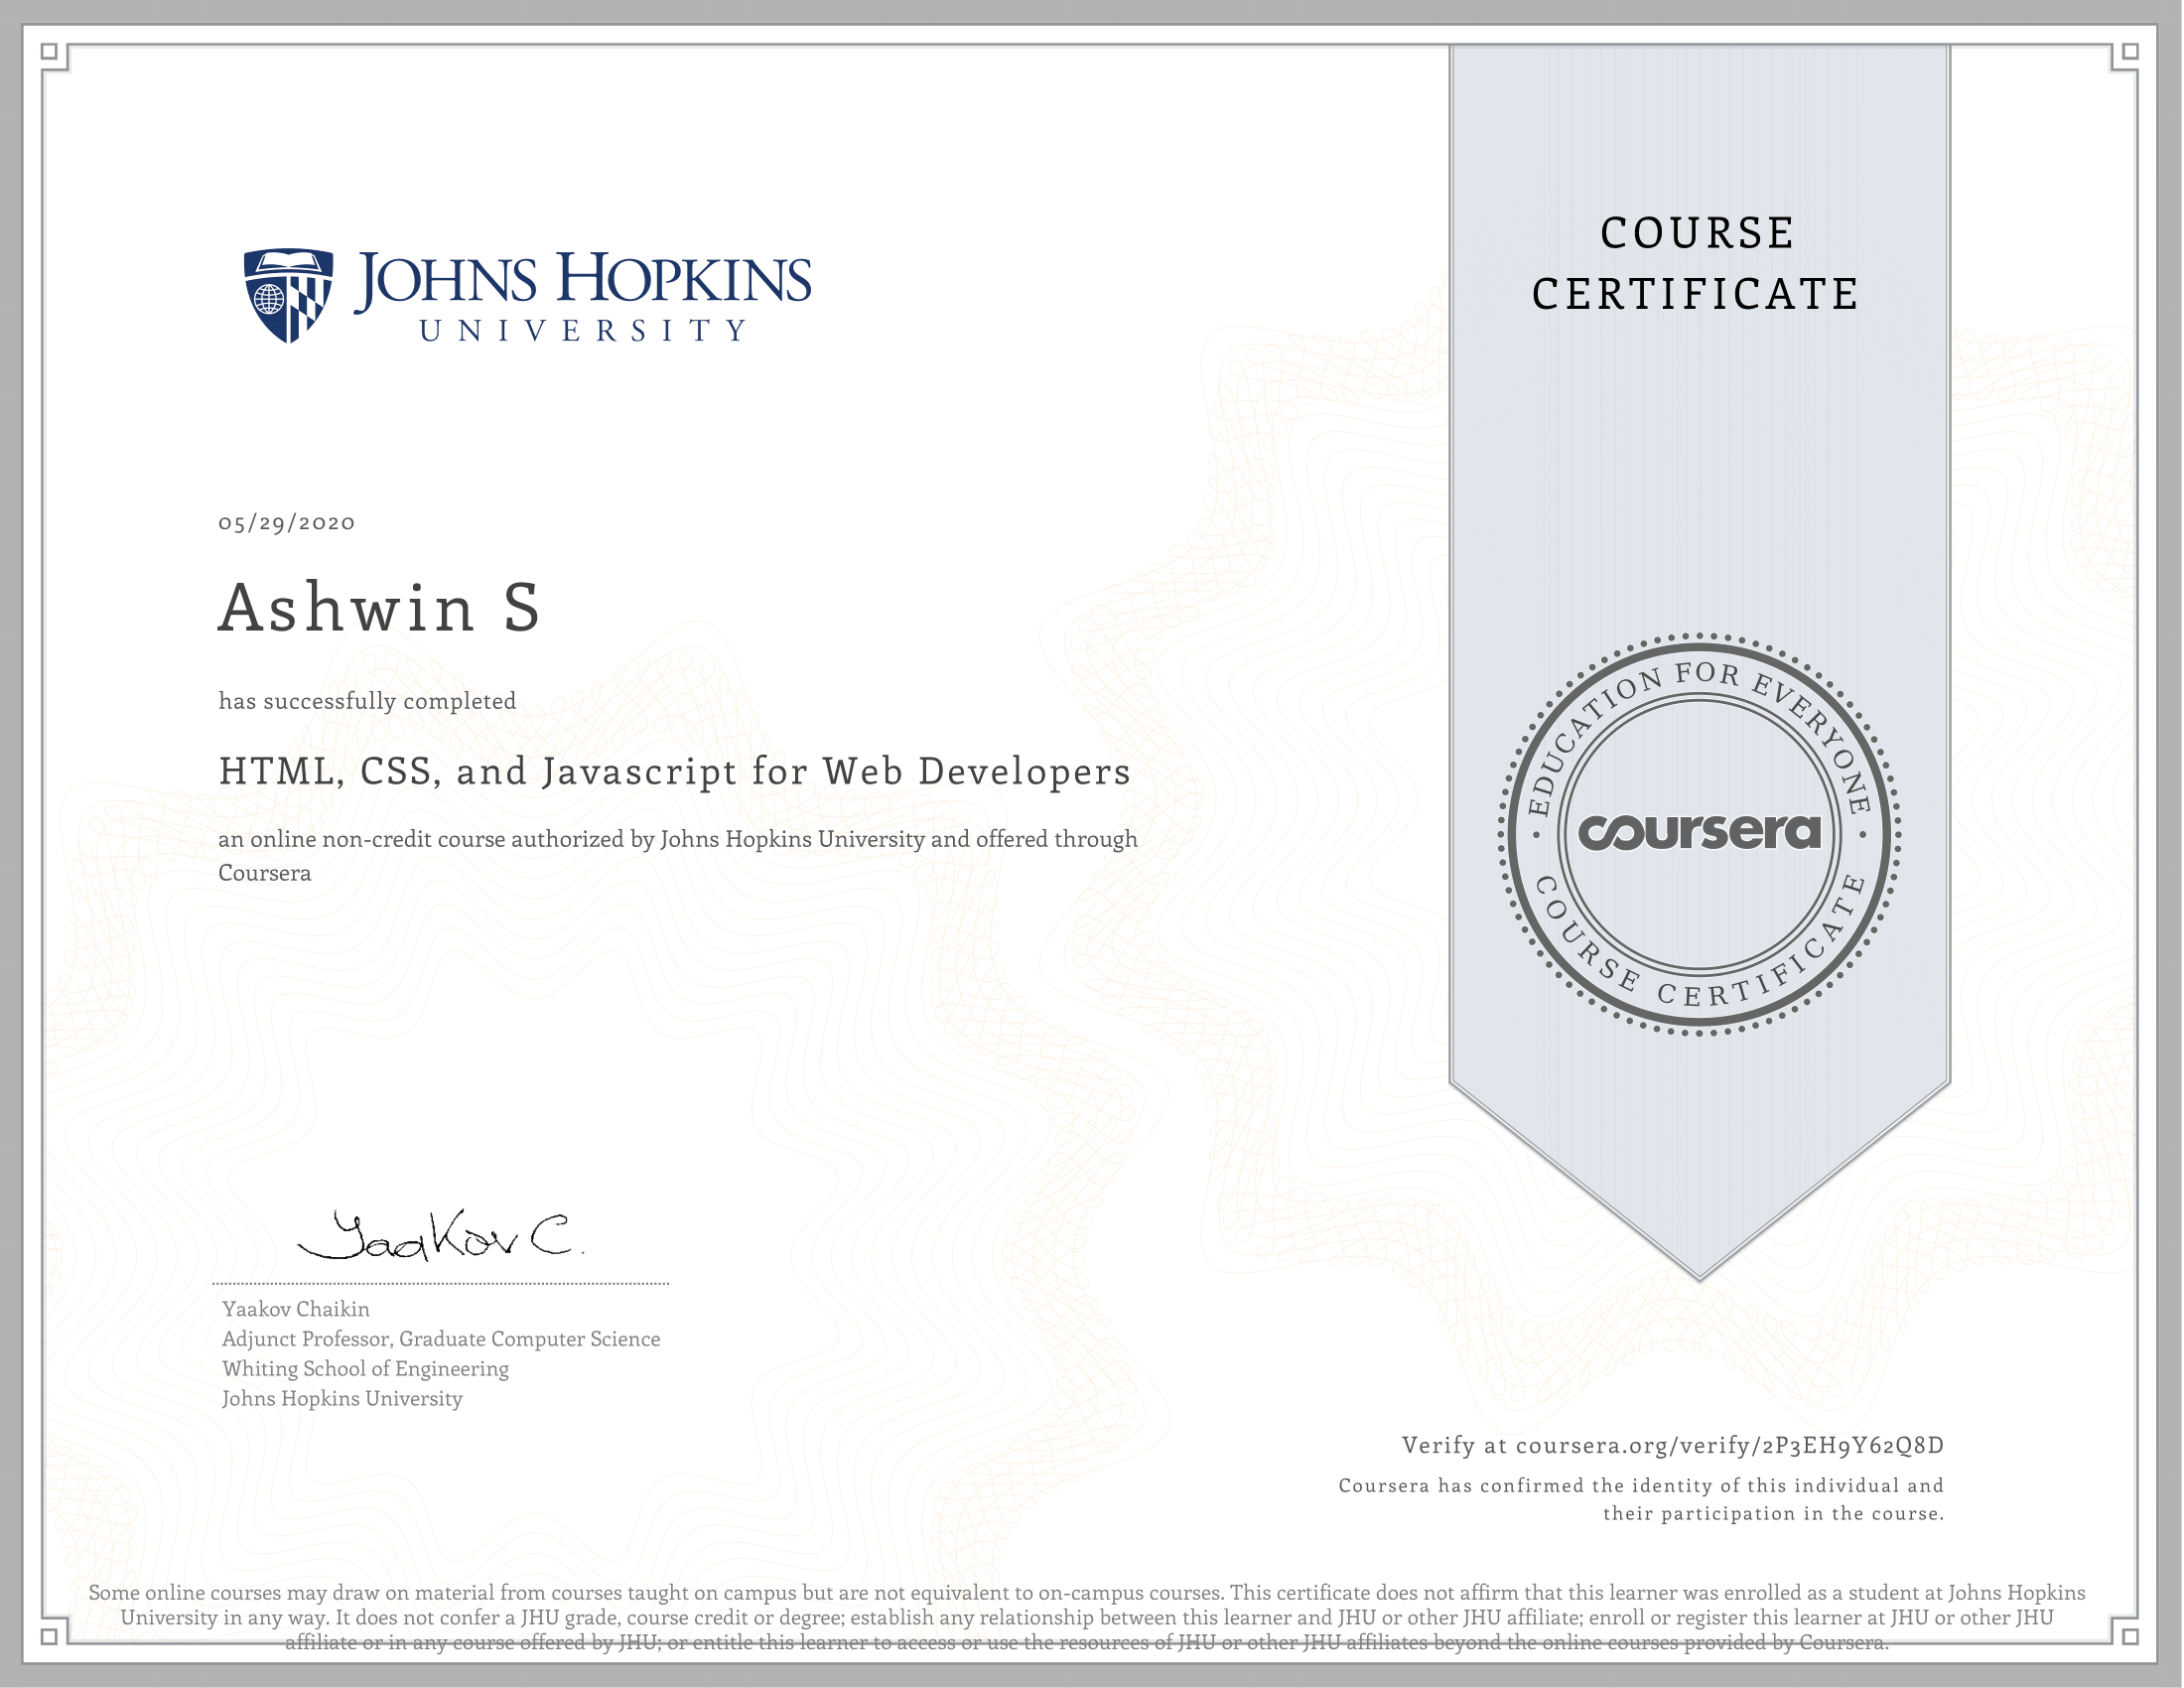 JOHNS HOPKINS
UNIVERSITY
COURSE
CERTIFICATE
05/29/2020
Ashwin S
has successfully completed
HTML, CSS, and Javascript for Web Developers
an online non-credit course authorized by Johns Hopkins University and offered through
Coursera
EDUCATION FOR EVERYONE
coursera
COURSE CERTIFICATE
Yaakov C.
Yaakov Chaikin
Adjunct Professor, Graduate Computer Science
Whiting School of Engineering
Johns Hopkins University
Verify at coursera.org/verify/2P3EH9Y62Q8D
Coursera has confirmed the identity of this individual and
their participation in the course.
Some online courses may draw on material from courses taught on campus but are not equivalent to on-campus courses. This certificate does not affirm that this learner was enrolled as a student at Johns Hopkins
University in any way. It does not confer a JHU grade, course credit or degree; establish any relationship between this learner and JHU or other JHU affiliate; enroll or register this learner at JHU or other JHU
affiliate or in any course offered by JHU; or entitle this learner to access or use the resources of JHU or other JHU affiliates beyond the online courses provided by Coursera.